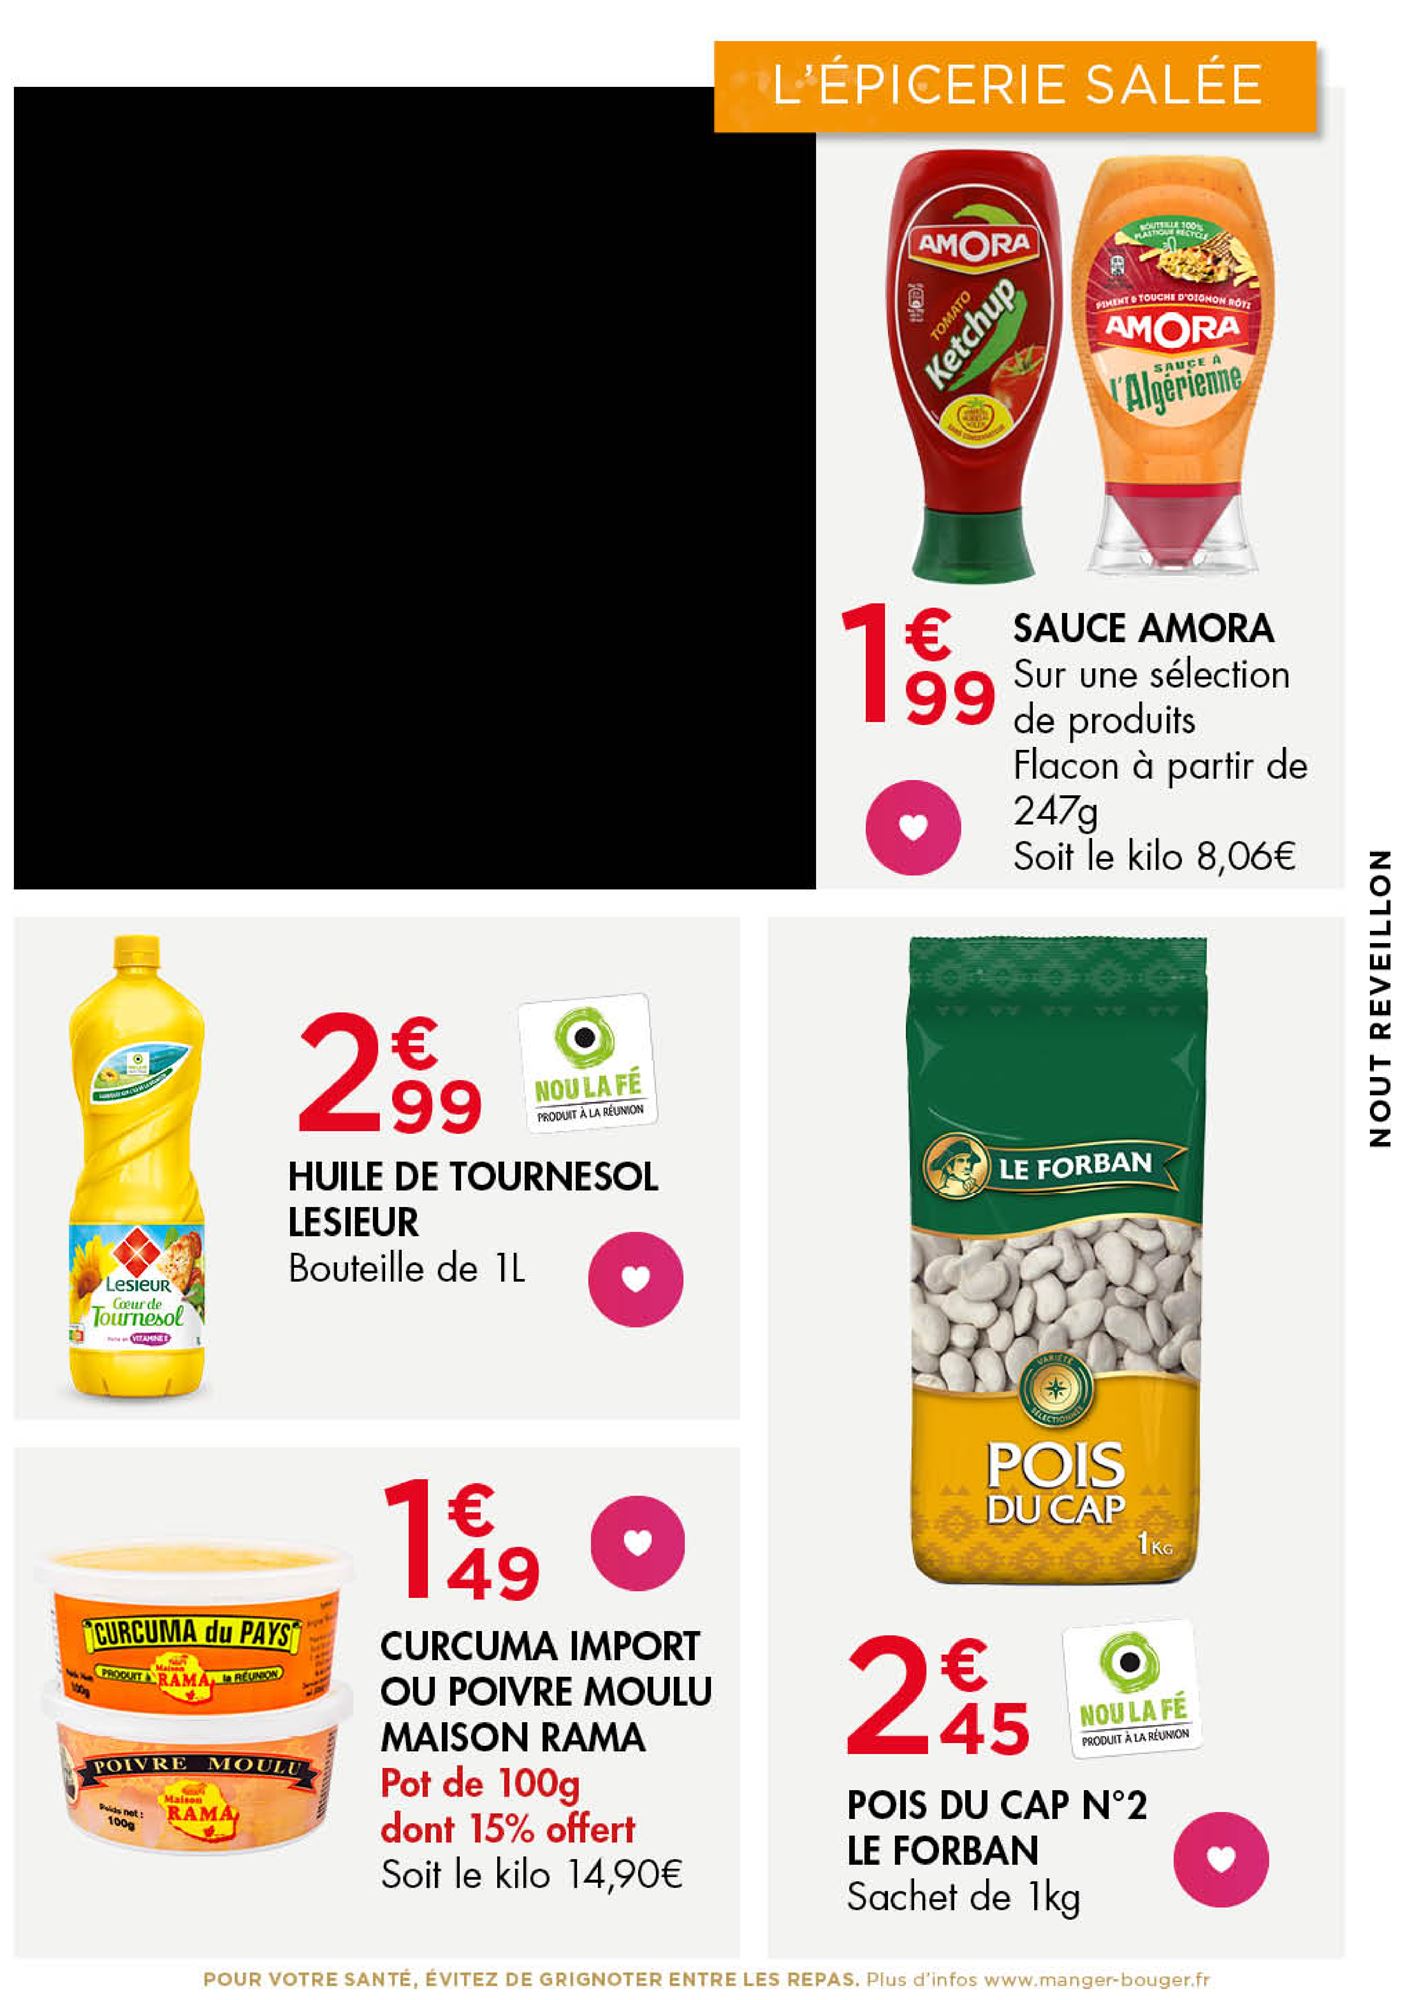 L'ÉPICERIE SALÉE
AMORA
TOMATO
Ketchup
BOUTEILLE 100%
PLASTIQUE RECYCLÉ
PIMENT & TOUCHE D'OIGNON RÔTI
AMORA
SAUCE À
l'Algérienne
1€99
SAUCE AMORA
Sur une sélection
de produits
Flacon à partir de
247g
Soit le kilo 8,06€
NOUT REVEILLON
Lesieur
Cœur de
Tournesol
VITAMINE E
1L
2€99
NOU LA FÉ
PRODUIT À LA RÉUNION
HUILE DE TOURNESOL
LESIEUR
Bouteille de 1L
LE FORBAN
VARIÉTÉ
SÉLECTIONNÉE
POIS
DU CAP
1KG
2€45
NOU LA FÉ
PRODUIT À LA RÉUNION
POIS DU CAP N°2
LE FORBAN
Sachet de 1kg
CURCUMA du PAYS
PRODUIT à la RÉUNION
Maison
RAMA
100g
POIVRE MOULU
Maison
RAMA
Poids net :
100g
1€49
CURCUMA IMPORT
OU POIVRE MOULU
MAISON RAMA
Pot de 100g
dont 15% offert
Soit le kilo 14,90€
POUR VOTRE SANTÉ, ÉVITEZ DE GRIGNOTER ENTRE LES REPAS. Plus d'infos www.manger-bouger.fr